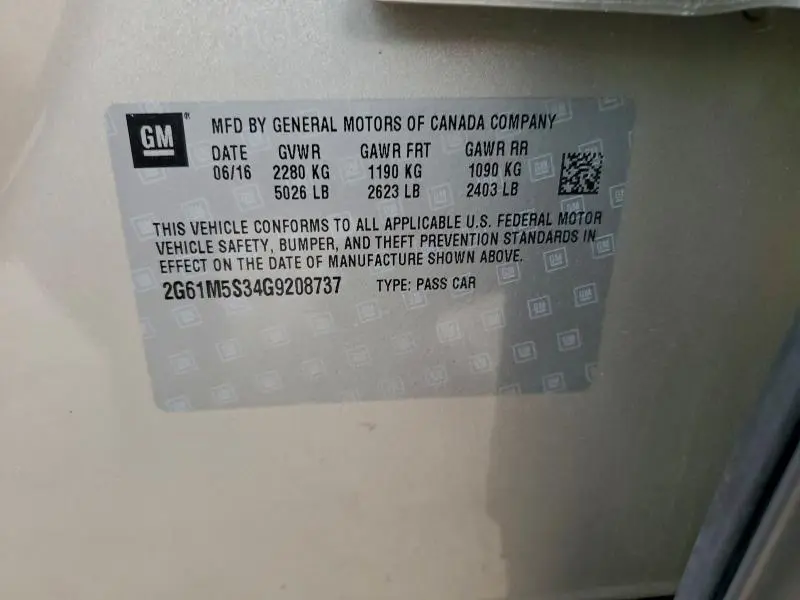 GM
MFD BY GENERAL MOTORS OF CANADA COMPANY
DATE GVWR GAWR FRT GAWR RR
06/16 2280 KG 1190 KG 1090 KG
5026 LB 2623 LB 2403 LB
THIS VEHICLE CONFORMS TO ALL APPLICABLE U.S. FEDERAL MOTOR
VEHICLE SAFETY, BUMPER, AND THEFT PREVENTION STANDARDS IN
EFFECT ON THE DATE OF MANUFACTURE SHOWN ABOVE.
2G61M5S34G9208737 TYPE: PASS CAR